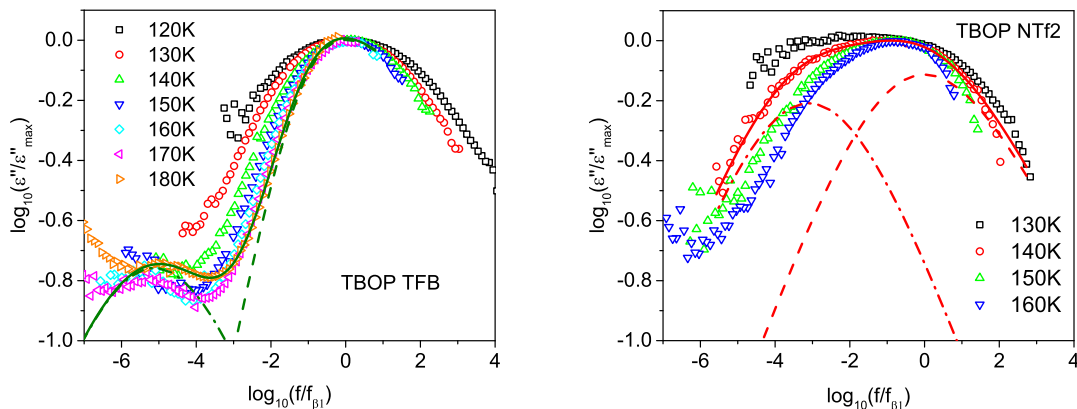 120K
130K
140K
150K
160K
170K
180K
TBOP TFB
0.0
-0.2
-0.4
-0.6
-0.8
-1.0
-6
-4
-2
0
2
4
log₁₀(ε''/ε''max)
log₁₀(f/fβ1)
TBOP NTf2
130K
140K
150K
160K
0.0
-0.2
-0.4
-0.6
-0.8
-1.0
-6
-4
-2
0
2
4
log₁₀(ε''/ε''max)
log₁₀(f/fβ1)